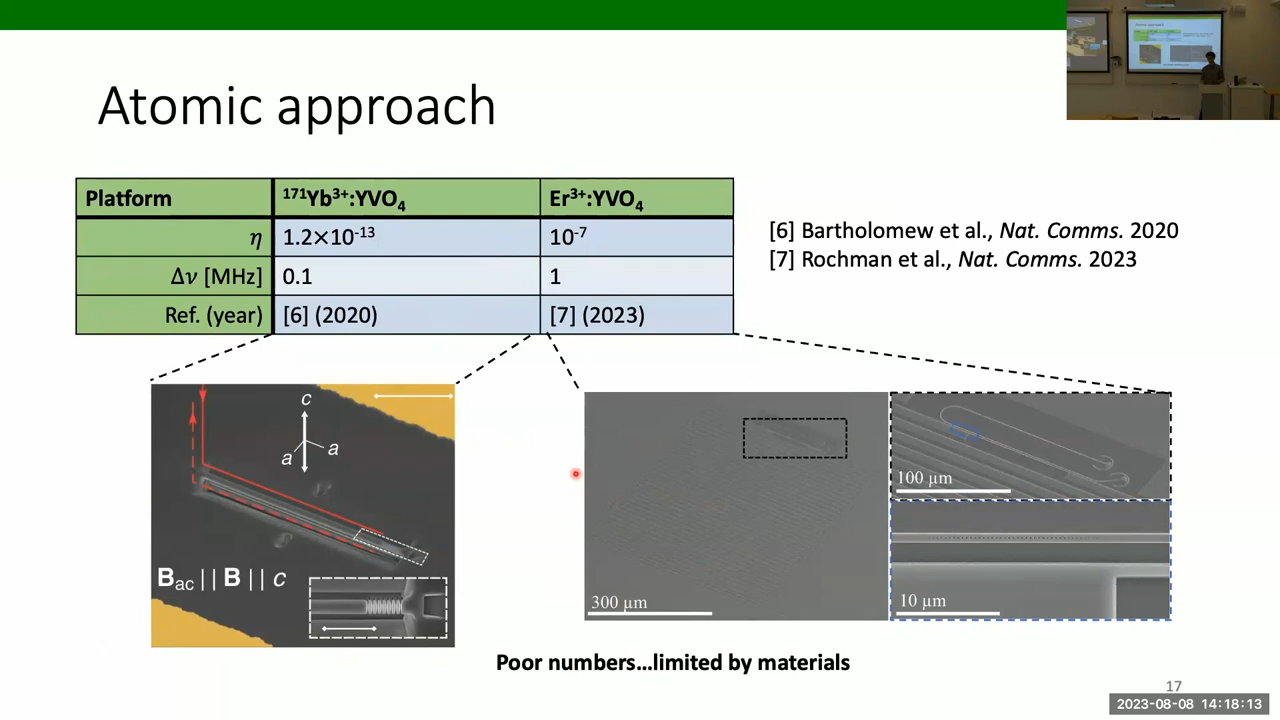 Atomic approach
Platform 171Yb3+:YVO4 Er3+:YVO4
η 1.2×10-13 10-7
Δν [MHz] 0.1 1
Ref. (year) [6] (2020) [7] (2023)
[6] Bartholomew et al., Nat. Comms. 2020
[7] Rochman et al., Nat. Comms. 2023
c
a a
Bac || B || c
300 µm
100 µm
10 µm
Poor numbers...limited by materials
17
2023-08-08 14:18:13